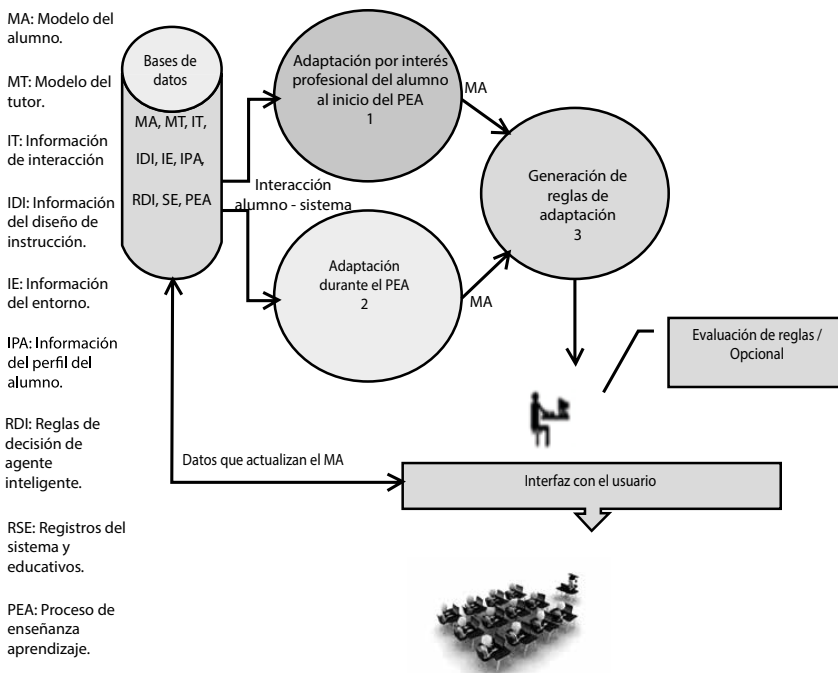 MA: Modelo del
alumno.
MT: Modelo del
tutor.
IT: Información
de interacción
IDI: Información
del diseño de
instrucción.
IE: Información
del entorno.
IPA: Información
del perfil del
alumno.
RDI: Reglas de
decisión de
agente
inteligente.
RSE: Registros del
sistema y
educativos.
PEA: Proceso de
enseñanza
aprendizaje.
Bases de
datos
MA, MT, IT,
IDI, IE, IPA,
RDI, SE, PEA
Interacción
alumno - sistema
Adaptación por interés
profesional del alumno
al inicio del PEA
1
MA
Adaptación
durante el PEA
2
MA
Generación de
reglas de
adaptación
3
Evaluación de reglas /
Opcional
Datos que actualizan el MA
Interfaz con el usuario